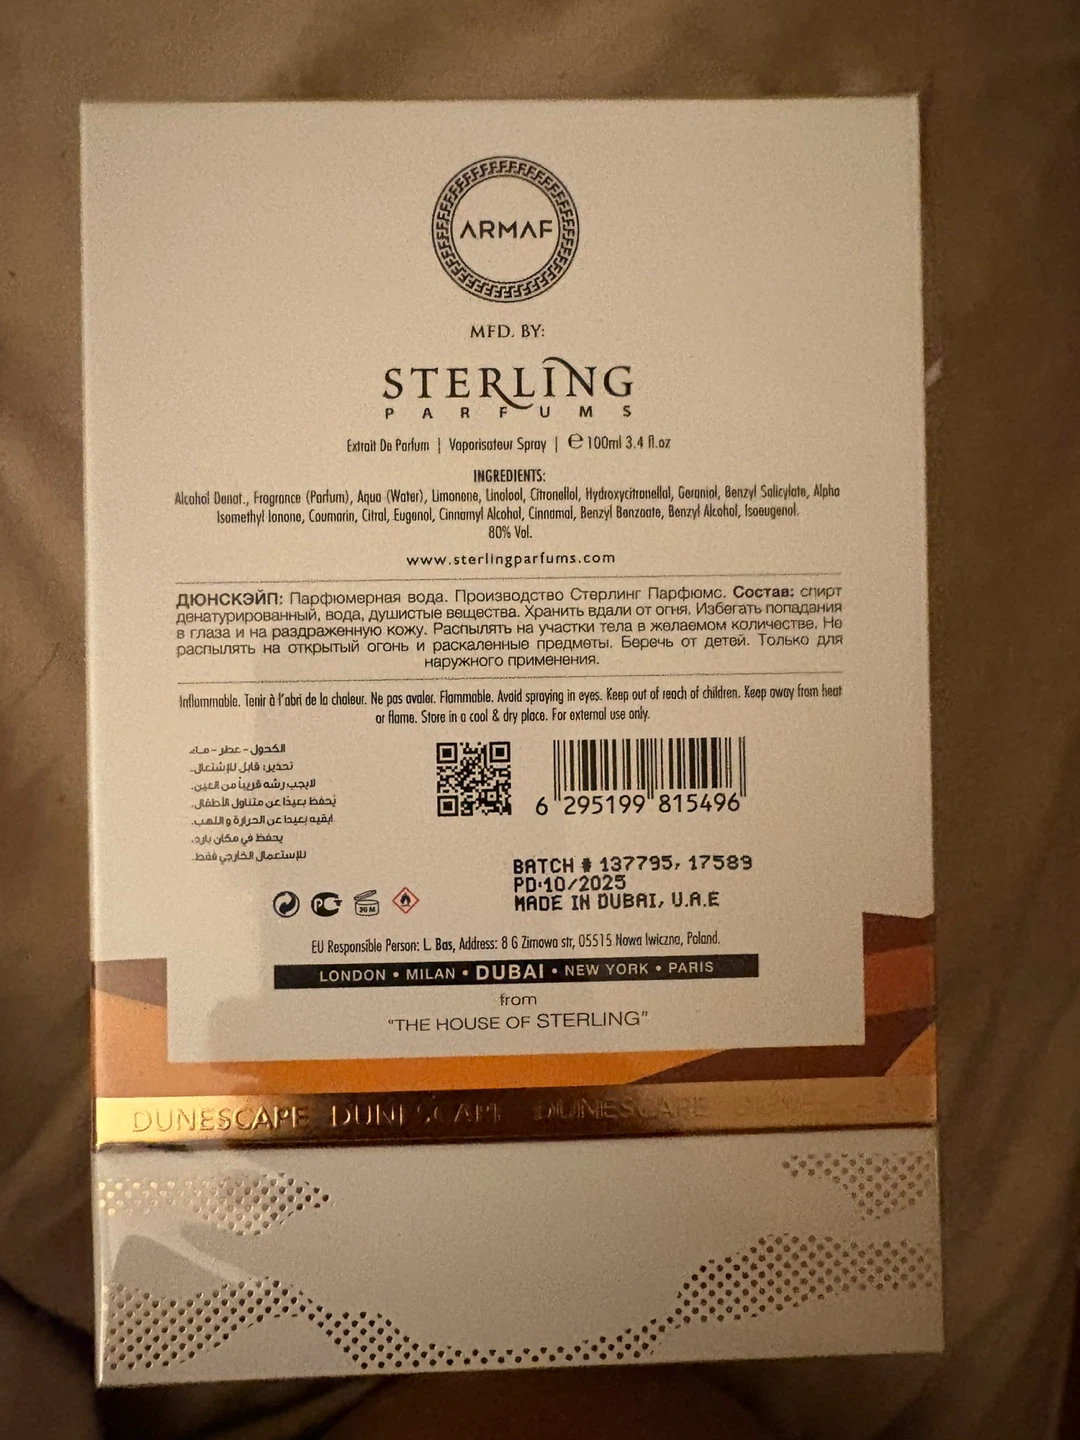 ARMAF
MFD. BY:
STERLING
PARFUMS
Extrait De Parfum | Vaporisateur Spray | ℮ 100ml 3.4 fl.oz
INGREDIENTS:
Alcohol Denat., Fragrance (Parfum), Aqua (Water), Limonene, Linalool, Citronellol, Hydroxycitronellal, Geraniol, Benzyl Salicylate, Alpha
Isomethyl Ionone, Coumarin, Citral, Eugenol, Cinnamyl Alcohol, Cinnamal, Benzyl Benzoate, Benzyl Alcohol, Isoeugenol.
80% Vol.
www.sterlingparfums.com
ДЮНСКЭЙП: Парфюмерная вода. Производство Стерлинг Парфюмс. Состав: спирт
денатурированный, вода, душистые вещества. Хранить вдали от огня. Избегать попадания
в глаза и на раздраженную кожу. Распылять на участки тела в желаемом количестве. Не
распылять на открытый огонь и раскаленные предметы. Беречь от детей. Только для
наружного применения.
Inflammable. Tenir à l'abri de la chaleur. Ne pas avaler. Flammable. Avoid spraying in eyes. Keep out of reach of children. Keep away from heat
or flame. Store in a cool & dry place. For external use only.
الكحول - عطر - ماء
تحذير: قابل للإشتعال.
لايجب رشه قريباً من العين.
يُحفظ بعيدًا عن متناول الأطفال.
ابقيه بعيدا عن الحرارة و اللهب.
يحفظ في مكان بارد.
للإستعمال الخارجي فقط.
6 295199 815496
BATCH # 137795, 17589
PD:10/2025
MADE IN DUBAI, U.A.E
PC
EU Responsible Person: L. Bas, Address: 8 G Zimowa str, 05515 Nowa Iwiczna, Poland.
LONDON • MILAN • DUBAI • NEW YORK • PARIS
from
"THE HOUSE OF STERLING"
DUNESCAPE DUNESCAPE DUNESCAPE